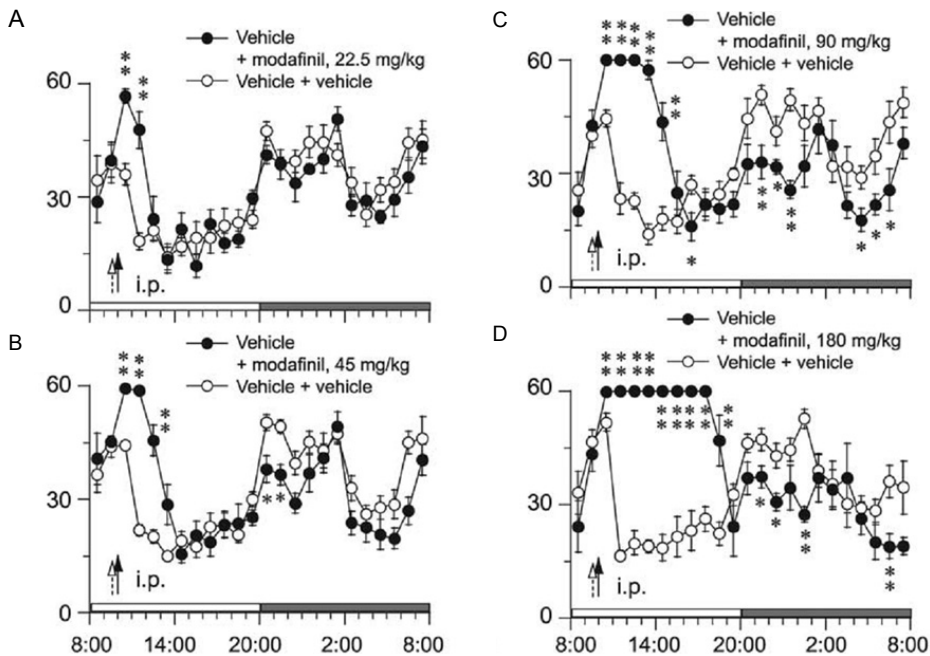 A
Vehicle
+ modafinil, 22.5 mg/kg
Vehicle + vehicle
**
**
60
30
0
i.p.
B
Vehicle
+ modafinil, 45 mg/kg
Vehicle + vehicle
**
**
**
60
30
0
* *
i.p.
8:00 14:00 20:00 2:00 8:00
C
Vehicle
+ modafinil, 90 mg/kg
Vehicle + vehicle
**
**
**
**
**
60
30
0
*
**
*
**
*
*
*
i.p.
D
Vehicle
+ modafinil, 180 mg/kg
Vehicle + vehicle
**
**
**
**
**
**
**
**
**
60
30
0
*
*
**
**
i.p.
8:00 14:00 20:00 2:00 8:00